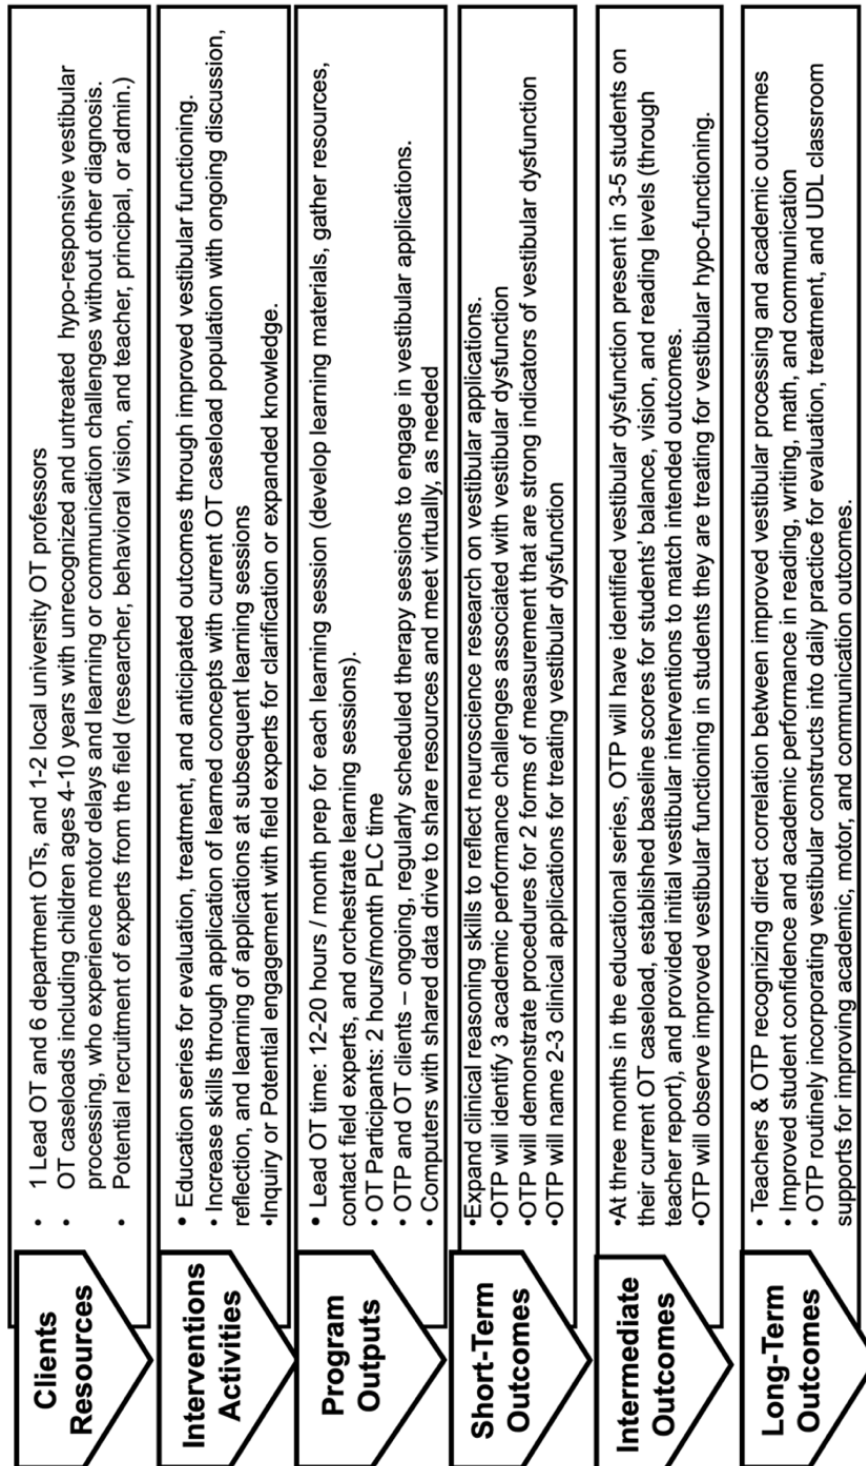 Clients
Resources
• 1 Lead OT and 6 department OTs, and 1-2 local university OT professors
• OT caseloads including children ages 4-10 years with unrecognized and untreated hypo-responsive vestibular
processing, who experience motor delays and learning or communication challenges without other diagnosis.
• Potential recruitment of experts from the field (researcher, behavioral vision, and teacher, principal, or admin.)
Interventions
Activities
• Education series for evaluation, treatment, and anticipated outcomes through improved vestibular functioning.
• Increase skills through application of learned concepts with current OT caseload population with ongoing discussion,
reflection, and learning of applications at subsequent learning sessions
•Inquiry or Potential engagement with field experts for clarification or expanded knowledge.
Program
Outputs
• Lead OT time: 12-20 hours / month prep for each learning session (develop learning materials, gather resources,
contact field experts, and orchestrate learning sessions).
• OT Participants: 2 hours/month PLC time
• OTP and OT clients – ongoing, regularly scheduled therapy sessions to engage in vestibular applications.
• Computers with shared data drive to share resources and meet virtually, as needed
Short-Term
Outcomes
•Expand clinical reasoning skills to reflect neuroscience research on vestibular applications.
•OTP will identify 3 academic performance challenges associated with vestibular dysfunction
•OTP will demonstrate procedures for 2 forms of measurement that are strong indicators of vestibular dysfunction
•OTP will name 2-3 clinical applications for treating vestibular dysfunction
Intermediate
Outcomes
•At three months in the educational series, OTP will have identified vestibular dysfunction present in 3-5 students on
their current OT caseload, established baseline scores for students' balance, vision, and reading levels (through
teacher report), and provided initial vestibular interventions to match intended outcomes.
•OTP will observe improved vestibular functioning in students they are treating for vestibular hypo-functioning.
Long-Term
Outcomes
• Teachers & OTP recognizing direct correlation between improved vestibular processing and academic outcomes
• Improved student confidence and academic performance in reading, writing, math, and communication
• OTP routinely incorporating vestibular constructs into daily practice for evaluation, treatment, and UDL classroom
supports for improving academic, motor, and communication outcomes.